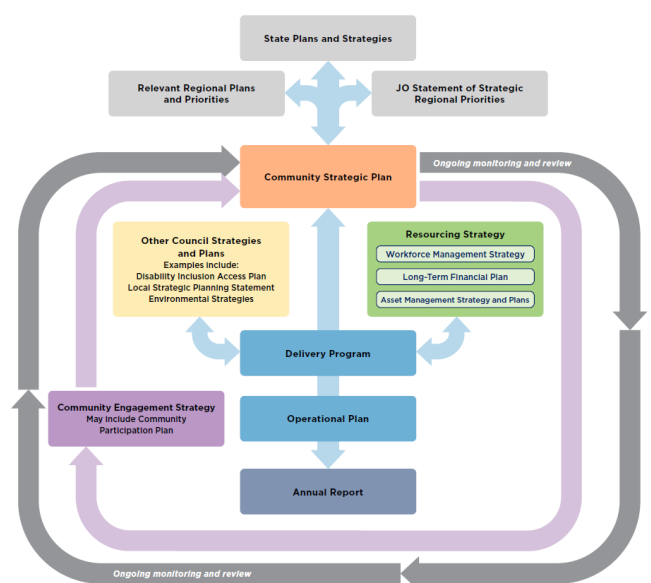 State Plans and Strategies
Relevant Regional Plans
and Priorities
JO Statement of Strategic
Regional Priorities
Ongoing monitoring and review
Community Strategic Plan
Other Council Strategies
and Plans
Examples include:
Disability Inclusion Access Plan
Local Strategic Planning Statement
Environmental Strategies
Resourcing Strategy
Workforce Management Strategy
Long-Term Financial Plan
Asset Management Strategy and Plans
Delivery Program
Community Engagement Strategy
May include Community
Participation Plan
Operational Plan
Annual Report
Ongoing monitoring and review